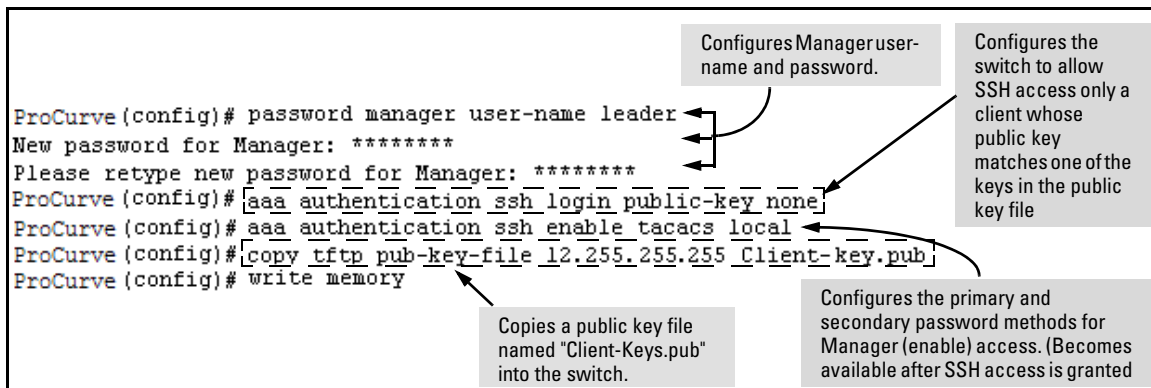 Configures Manager user-
name and password.
Configures the
switch to allow
SSH access only a
client whose
public key
matches one of the
keys in the public
key file
ProCurve (config)# password manager user-name leader
New password for Manager: ********
Please retype new password for Manager: ********
ProCurve (config)# aaa authentication ssh login public-key none
ProCurve (config)# aaa authentication ssh enable tacacs local
ProCurve (config)# copy tftp pub-key-file 12.255.255.255 Client-key.pub
ProCurve (config)# write memory
Copies a public key file
named "Client-Keys.pub"
into the switch.
Configures the primary and
secondary password methods for
Manager (enable) access. (Becomes
available after SSH access is granted